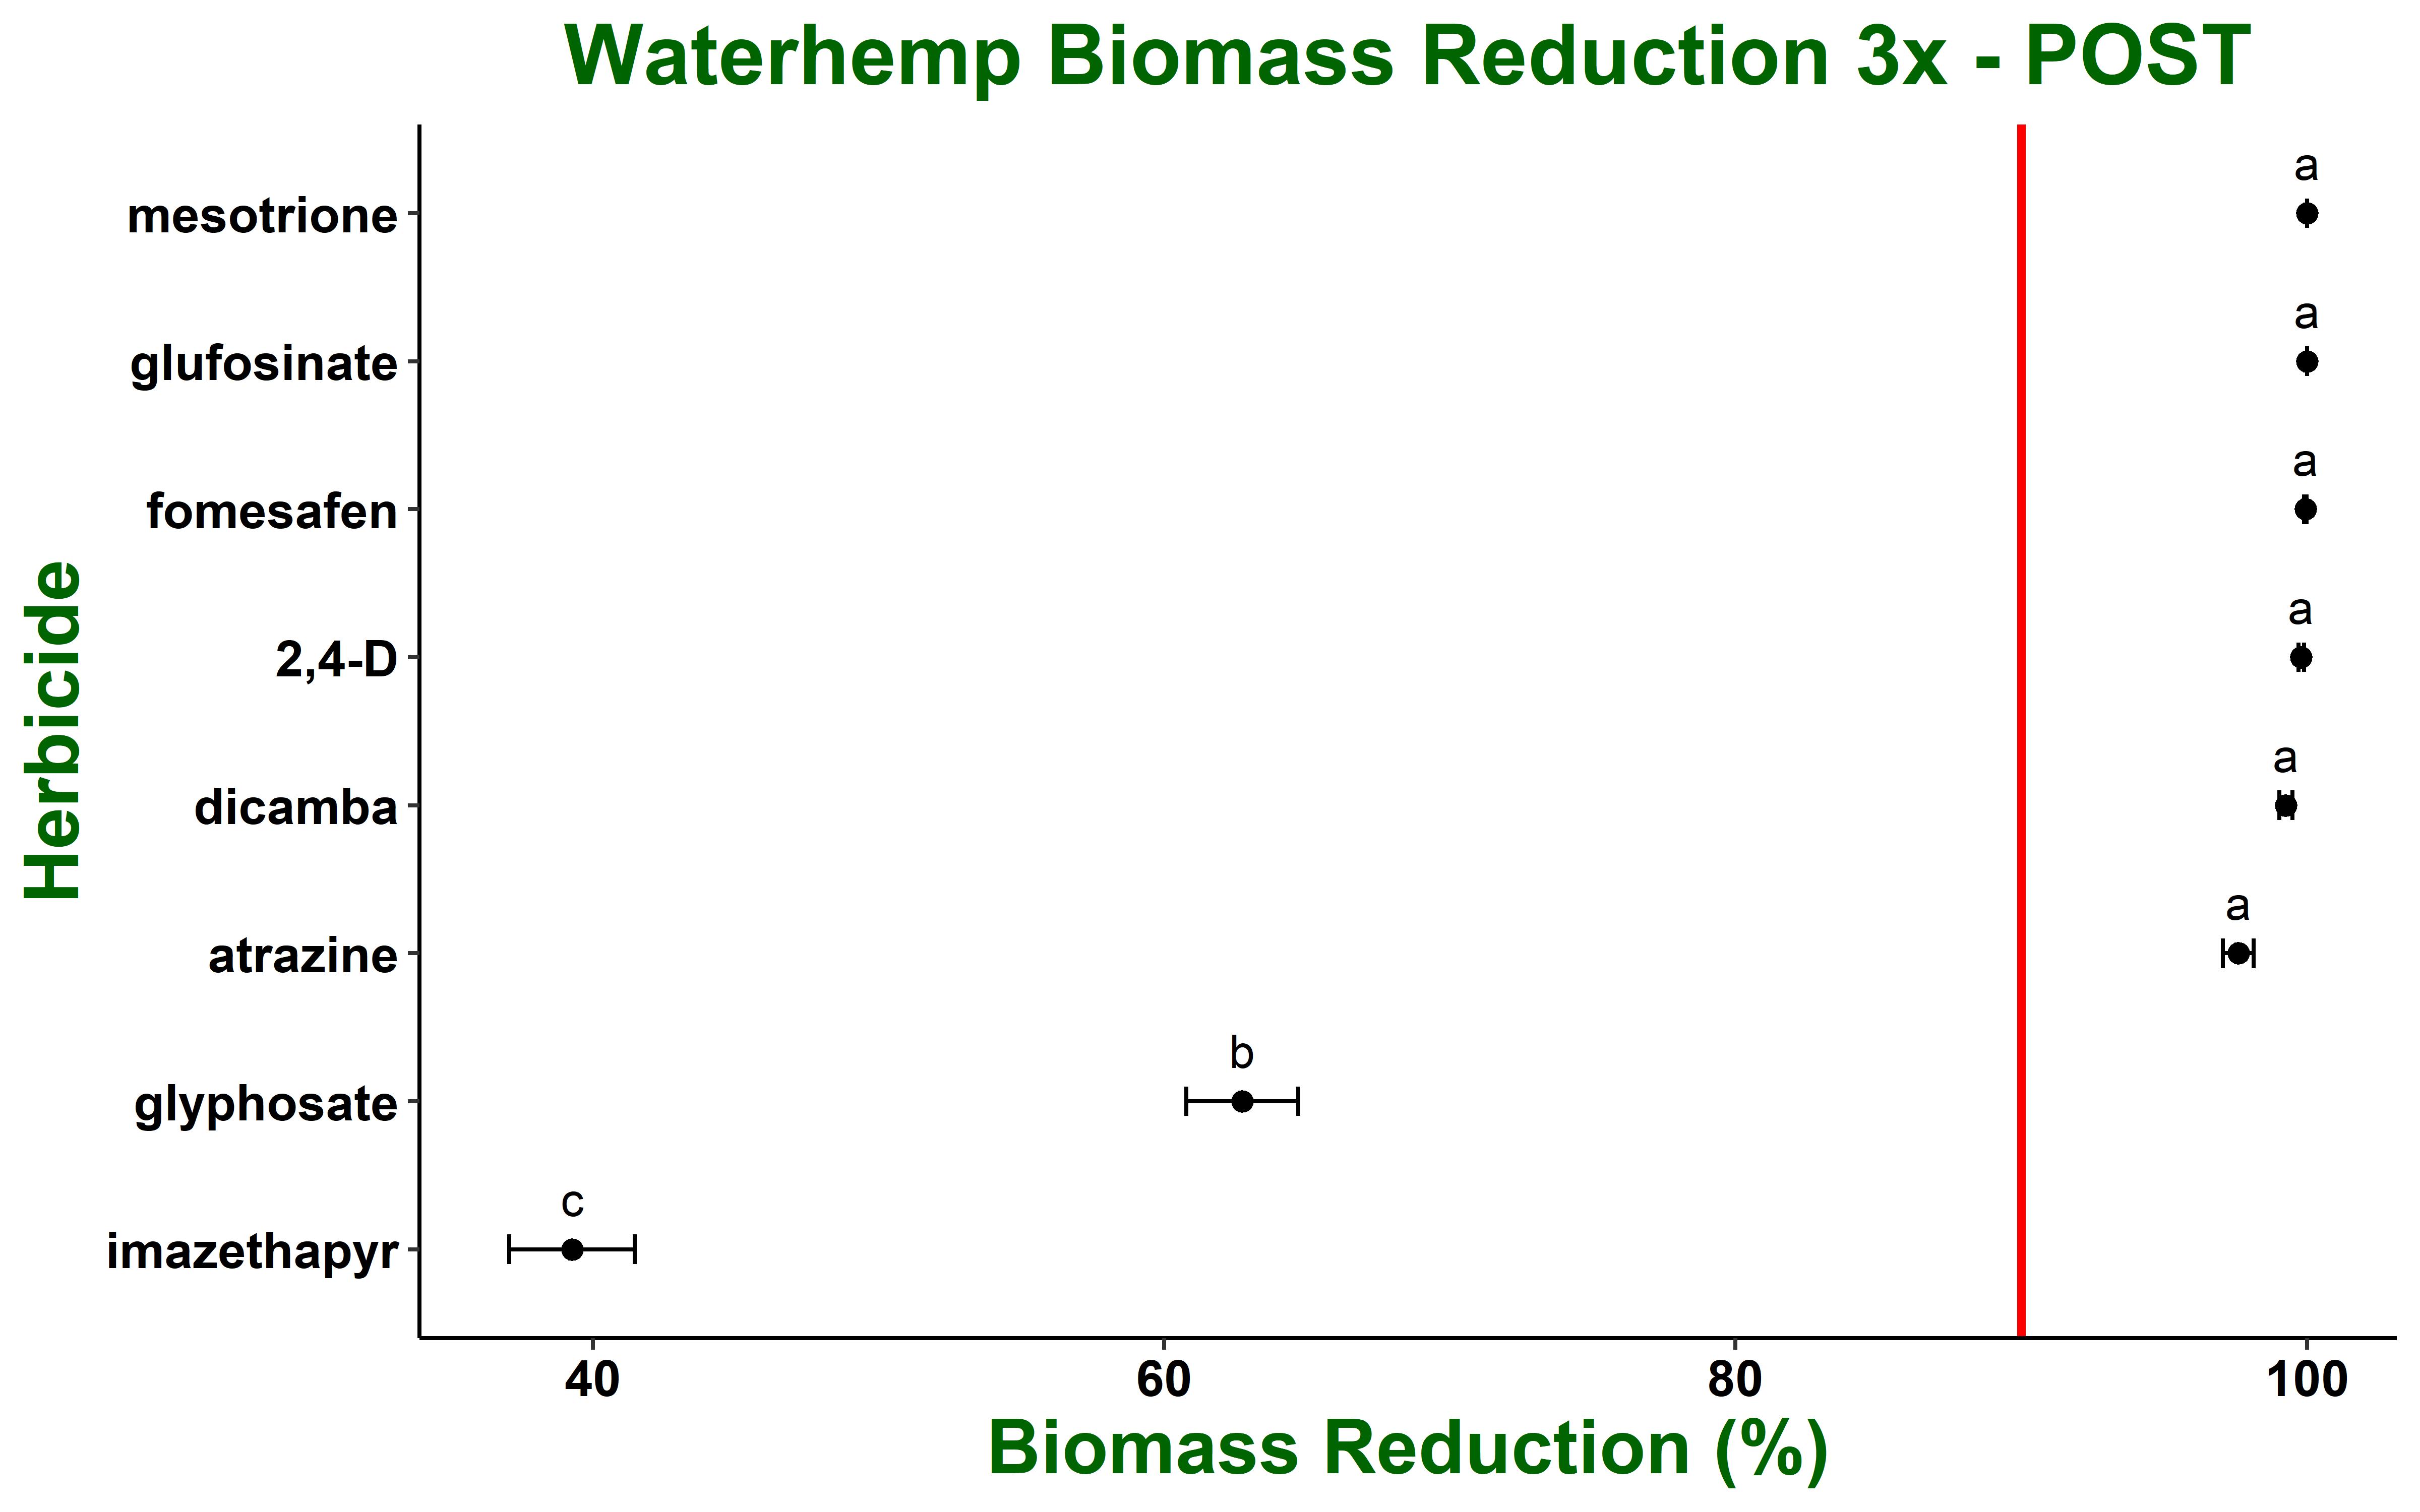 Waterhemp Biomass Reduction 3x - POST
Herbicide
mesotrione
a
glufosinate
a
fomesafen
a
2,4-D
a
dicamba
a
atrazine
a
glyphosate
b
imazethapyr
c
40 60 80 100
Biomass Reduction (%)